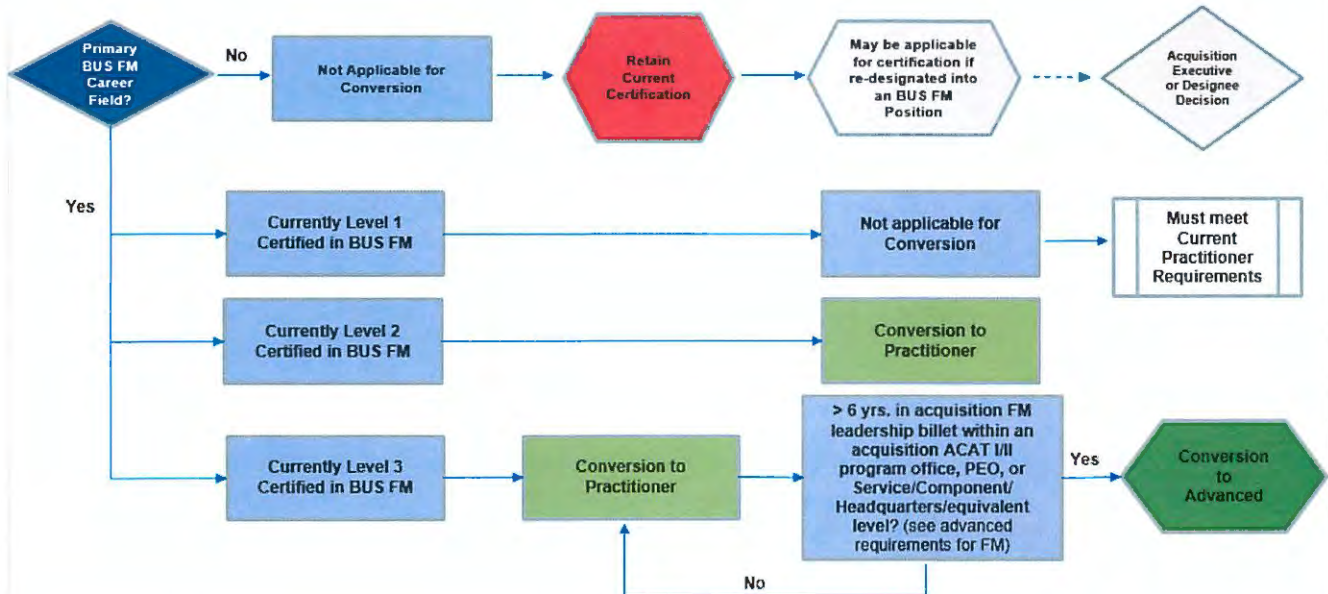 Primary
BUS FM
Career
Field?
No
Not Applicable for
Conversion
Retain
Current
Certification
May be applicable
for certification if
re-designated into
an BUS FM
Position
Acquisition
Executive
or Designee
Decision
Yes
Currently Level 1
Certified in BUS FM
Not applicable for
Conversion
Must meet
Current
Practitioner
Requirements
Currently Level 2
Certified in BUS FM
Conversion to
Practitioner
Currently Level 3
Certified in BUS FM
Conversion to
Practitioner
> 6 yrs. in acquisition FM
leadership billet within an
acquisition ACAT I/II
program office, PEO, or
Service/Component/
Headquarters/equivalent
level? (see advanced
requirements for FM)
Yes
Conversion
to
Advanced
No